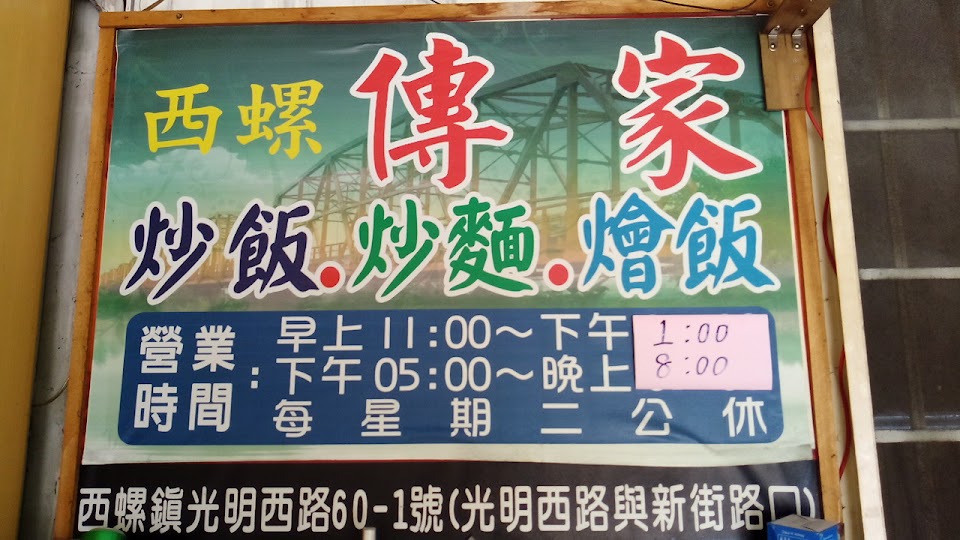 西螺 傳家
炒飯.炒麵.燴飯
營業時間:早上11:00～下午1:00
下午05:00～晚上8:00
每星期二公休
西螺鎮光明西路60-1號(光明西路與新街路口)